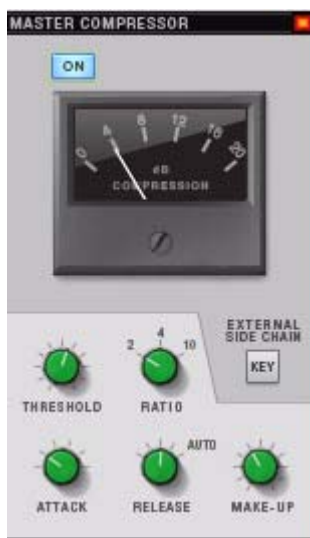 MASTER COMPRESSOR
ON
0 4 8 12 16 20
dB
COMPRESSION
EXTERNAL
SIDE CHAIN
KEY
2 4 10
THRESHOLD RATIO
AUTO
ATTACK RELEASE MAKE-UP